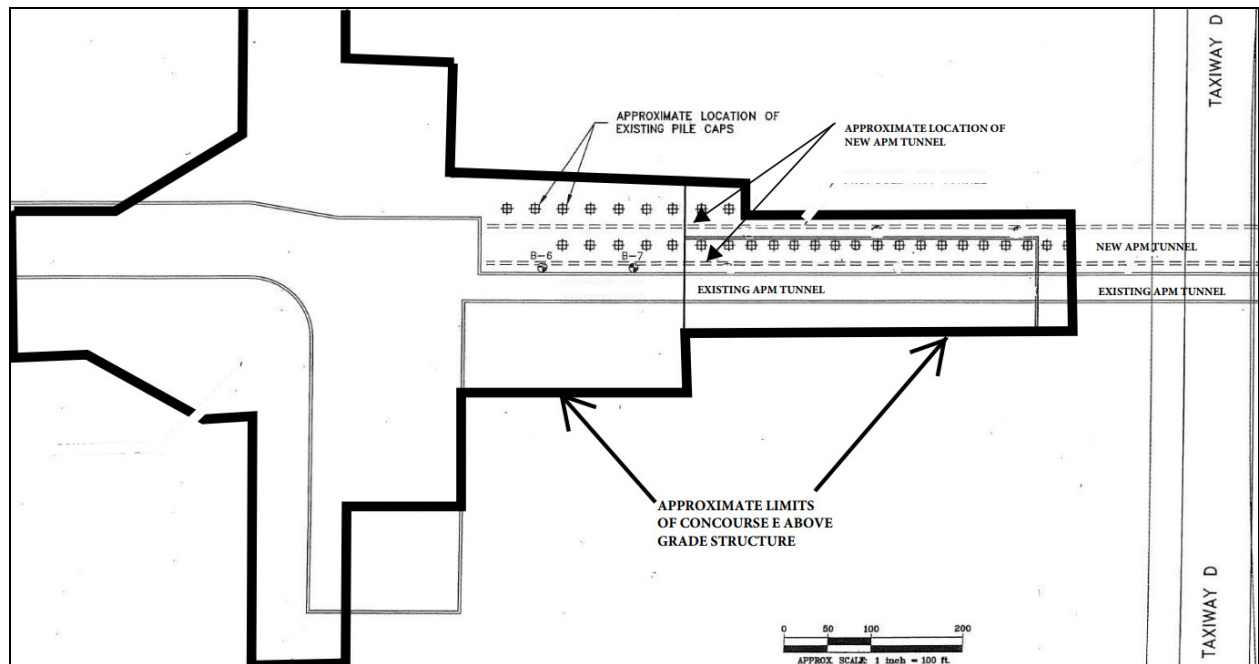 TAXIWAY D
APPROXIMATE LOCATION OF
EXISTING PILE CAPS
APPROXIMATE LOCATION OF
NEW APM TUNNEL
B-6
B-7
NEW APM TUNNEL
EXISTING APM TUNNEL
EXISTING APM TUNNEL
APPROXIMATE LIMITS
OF CONCOURSE E ABOVE
GRADE STRUCTURE
TAXIWAY D
0 50 100 200
APPROX. SCALE: 1 inch = 100 ft.